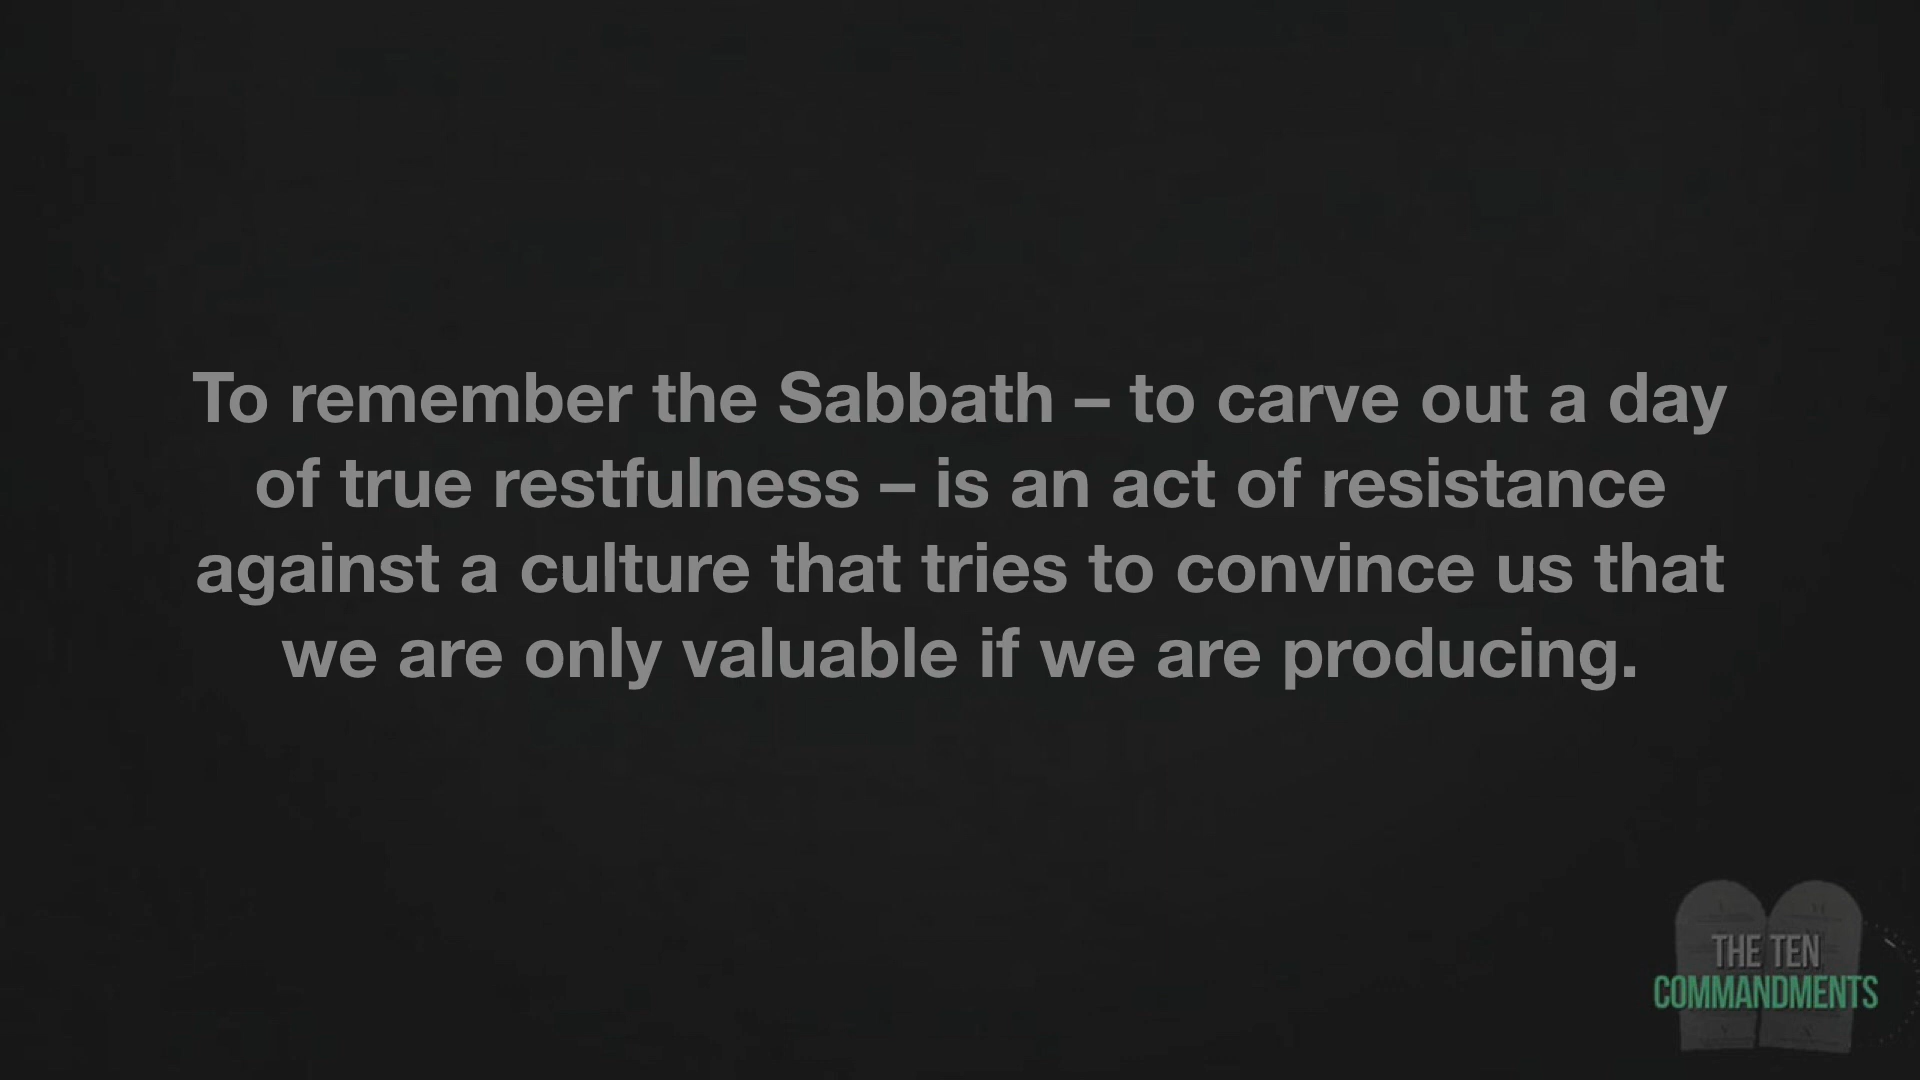 To remember the Sabbath – to carve out a day
of true restfulness – is an act of resistance
against a culture that tries to convince us that
we are only valuable if we are producing.
THE TEN
COMMANDMENTS